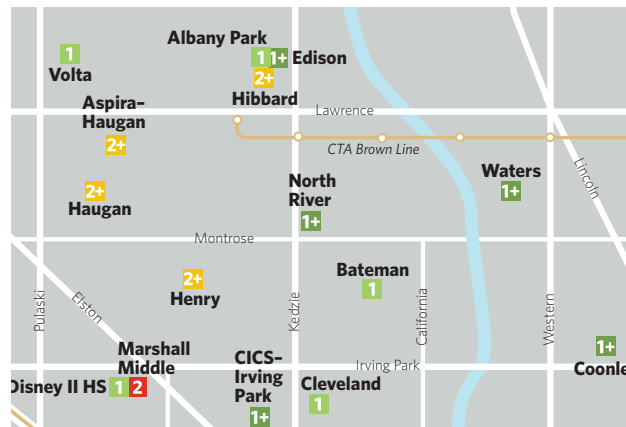 Albany Park
1
1
1+
Edison
Volta
2+
Hibbard
Aspira–
Haugan
2+
Lawrence
CTA Brown Line
2+
Haugan
North
River
1+
Waters
1+
Lincoln
Montrose
2+
Henry
Bateman
1
Pulaski
Elston
Kedzie
California
Western
Marshall
Middle
Disney II HS
1
2
CICS–
Irving
Park
1+
Irving Park
Cleveland
1
1+
Coonle